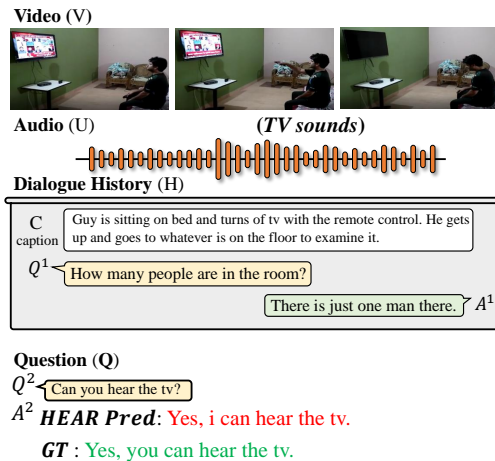 Video (V)
Audio (U)
(TV sounds)
Dialogue History (H)
C
caption
Guy is sitting on bed and turns of tv with the remote control. He gets
up and goes to whatever is on the floor to examine it.
Q¹
How many people are in the room?
There is just one man there.
A¹
Question (Q)
Q²
Can you hear the tv?
A²
HEAR Pred: Yes, i can hear the tv.
GT : Yes, you can hear the tv.